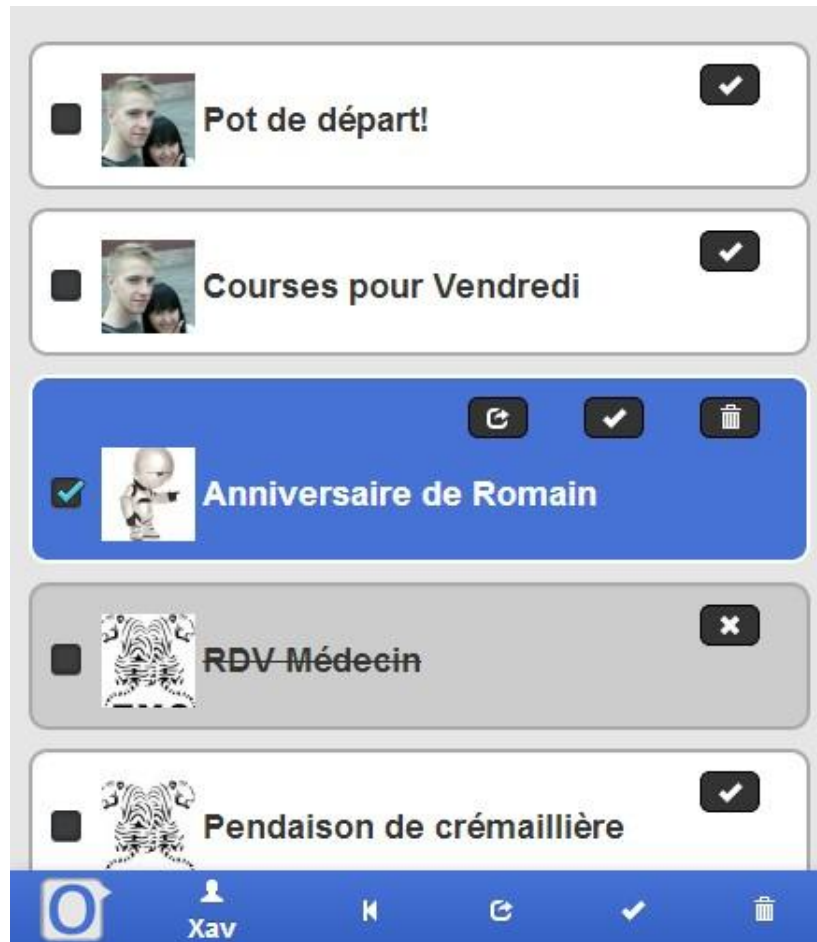 Pot de départ!
Courses pour Vendredi
Anniversaire de Romain
RDV Médecin
Pendaison de crémaillière
O
Xav